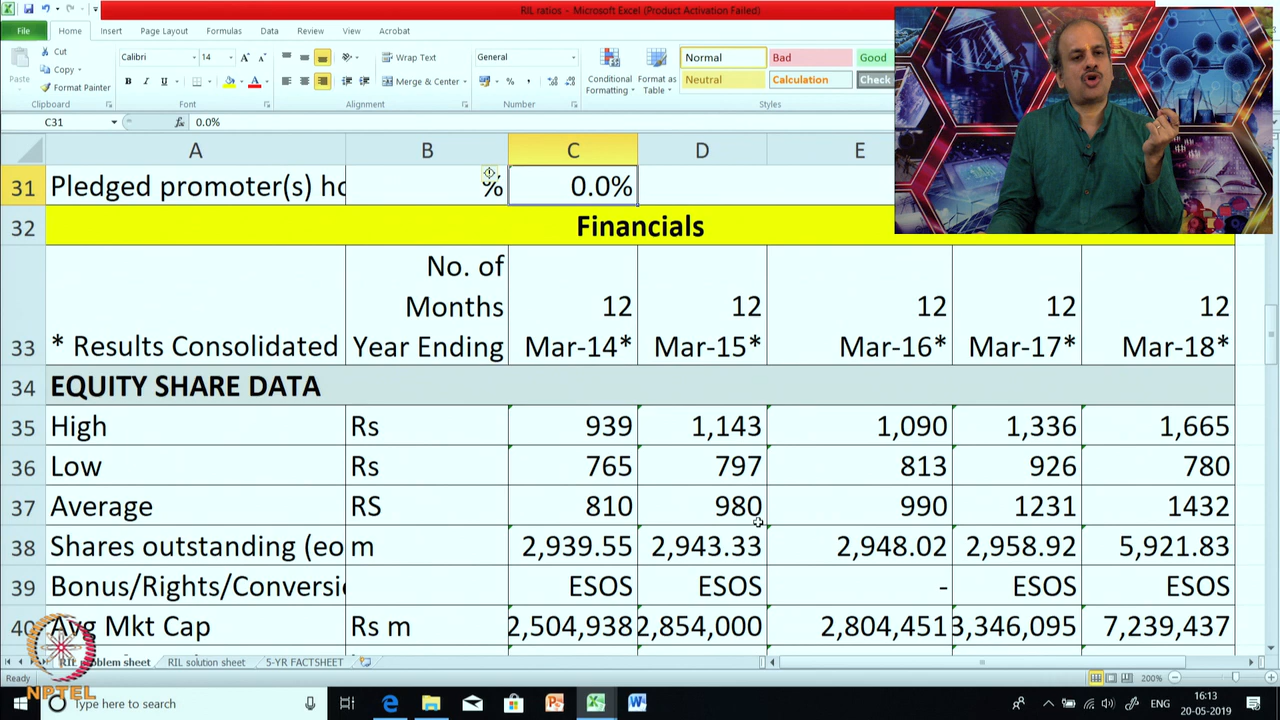 RIL ratios - Microsoft Excel (Product Activation Failed)
File Home Insert Page Layout Formulas Data Review View Acrobat
Cut
Copy
Format Painter
Paste
Clipboard
Calibri 14
B I U
Font
Wrap Text
Merge & Center
Alignment
General
Number
Conditional Formatting
Format as Table
Normal Bad Good
Neutral Calculation Check
Styles
C31 fx 0.0%
A B C D E
31 Pledged promoter(s) ho % 0.0%
32 Financials
No. of
Months 12 12 12 12 12
33 * Results Consolidated Year Ending Mar-14* Mar-15* Mar-16* Mar-17* Mar-18*
34 EQUITY SHARE DATA
35 High Rs 939 1,143 1,090 1,336 1,665
36 Low Rs 765 797 813 926 780
37 Average RS 810 980 990 1231 1432
38 Shares outstanding (eo m 2,939.55 2,943.33 2,948.02 2,958.92 5,921.83
39 Bonus/Rights/Conversi ESOS ESOS - ESOS ESOS
40 Avg Mkt Cap Rs m 2,504,938 2,854,000 2,804,451 3,346,095 7,239,437
RIL problem sheet RIL solution sheet 5-YEAR FACTSHEET
Ready 200%
NPTEL
Type here to search
ENG
16:13
20-05-2019